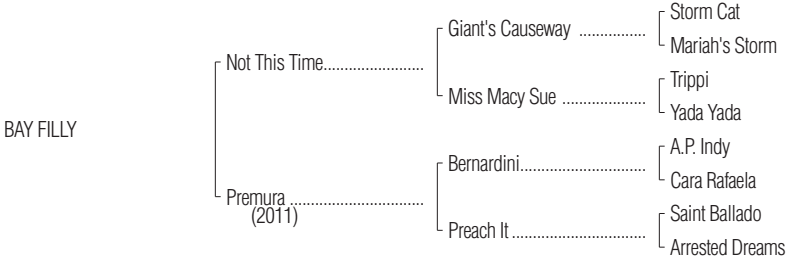 Storm Cat
Giant's Causeway ................
Mariah's Storm
Not This Time........................
Trippi
Miss Macy Sue ....................
Yada Yada
BAY FILLY
A.P. Indy
Bernardini..............................
Cara Rafaela
Premura ................................
(2011)
Saint Ballado
Preach It ................................
Arrested Dreams